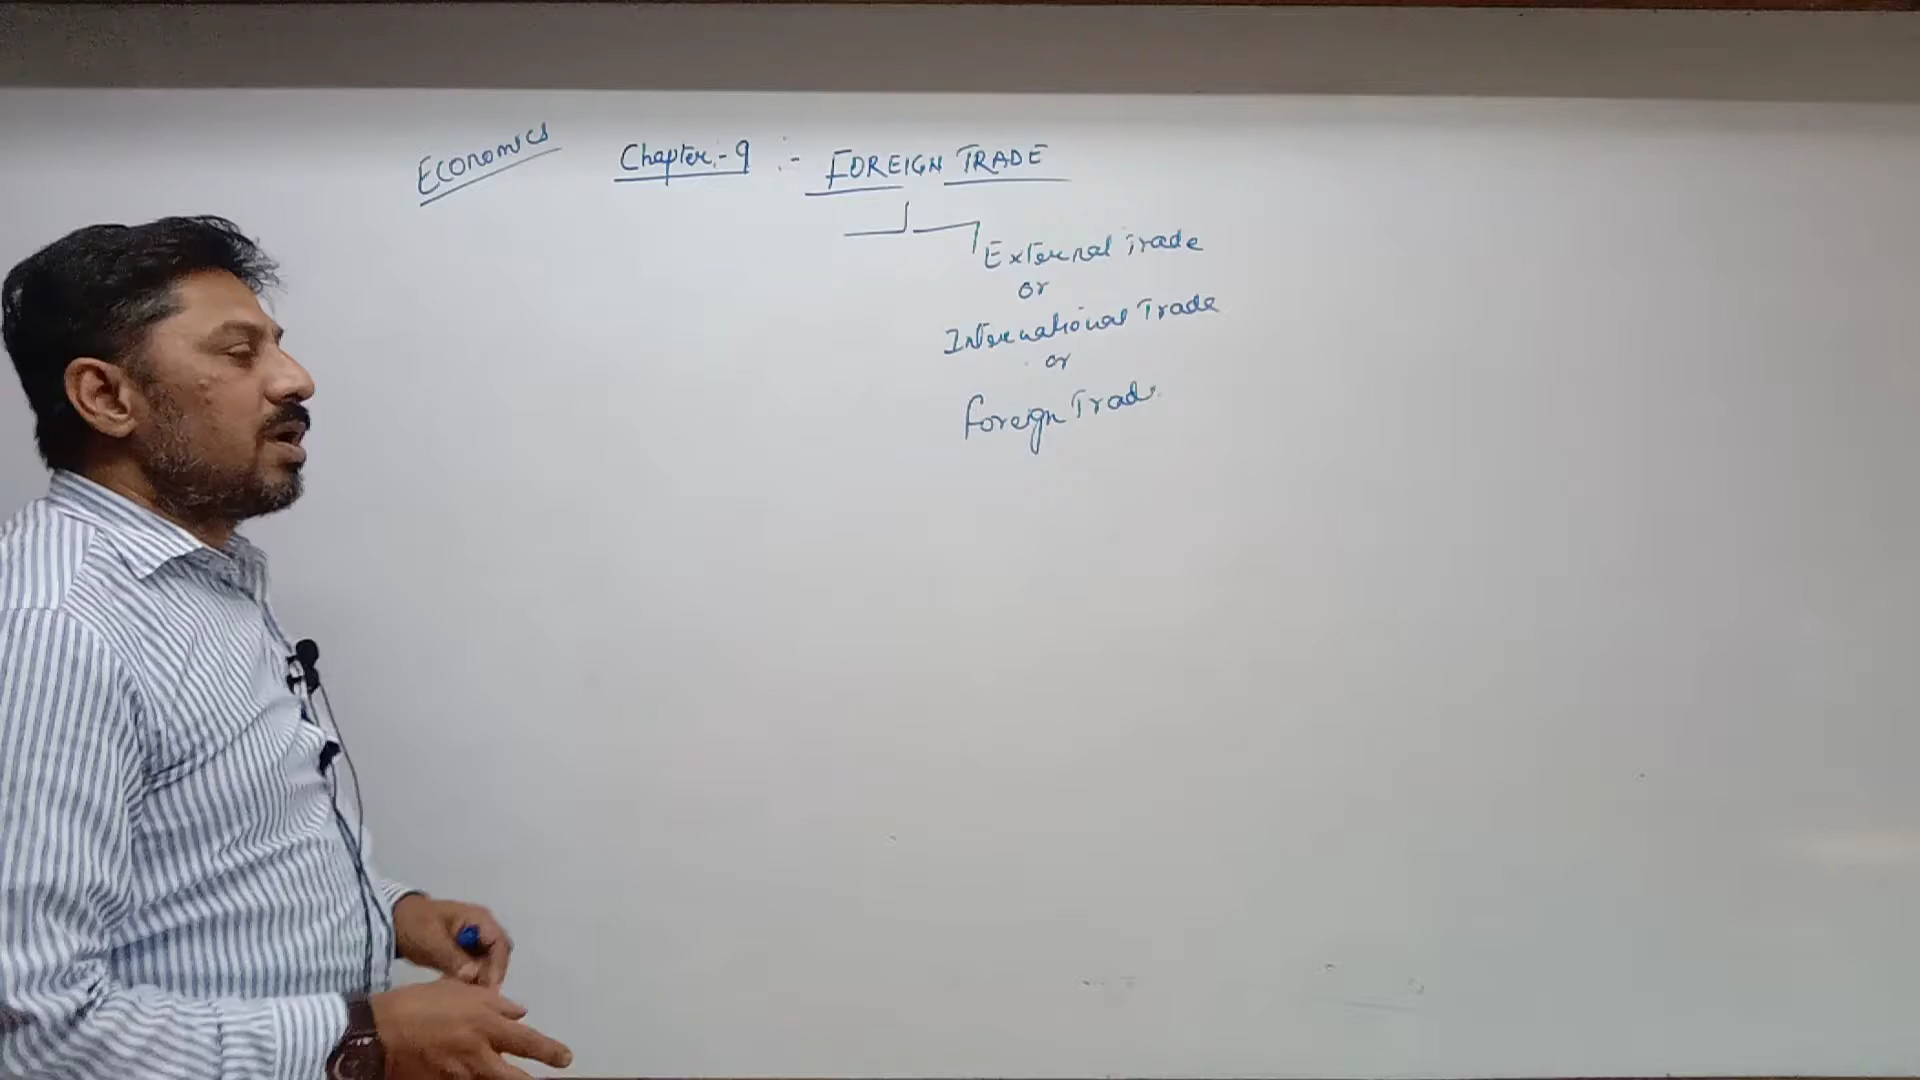 Economics Chapter:- 9 :- FOREIGN TRADE
External Trade
or
International Trade
or
Foreign Trade